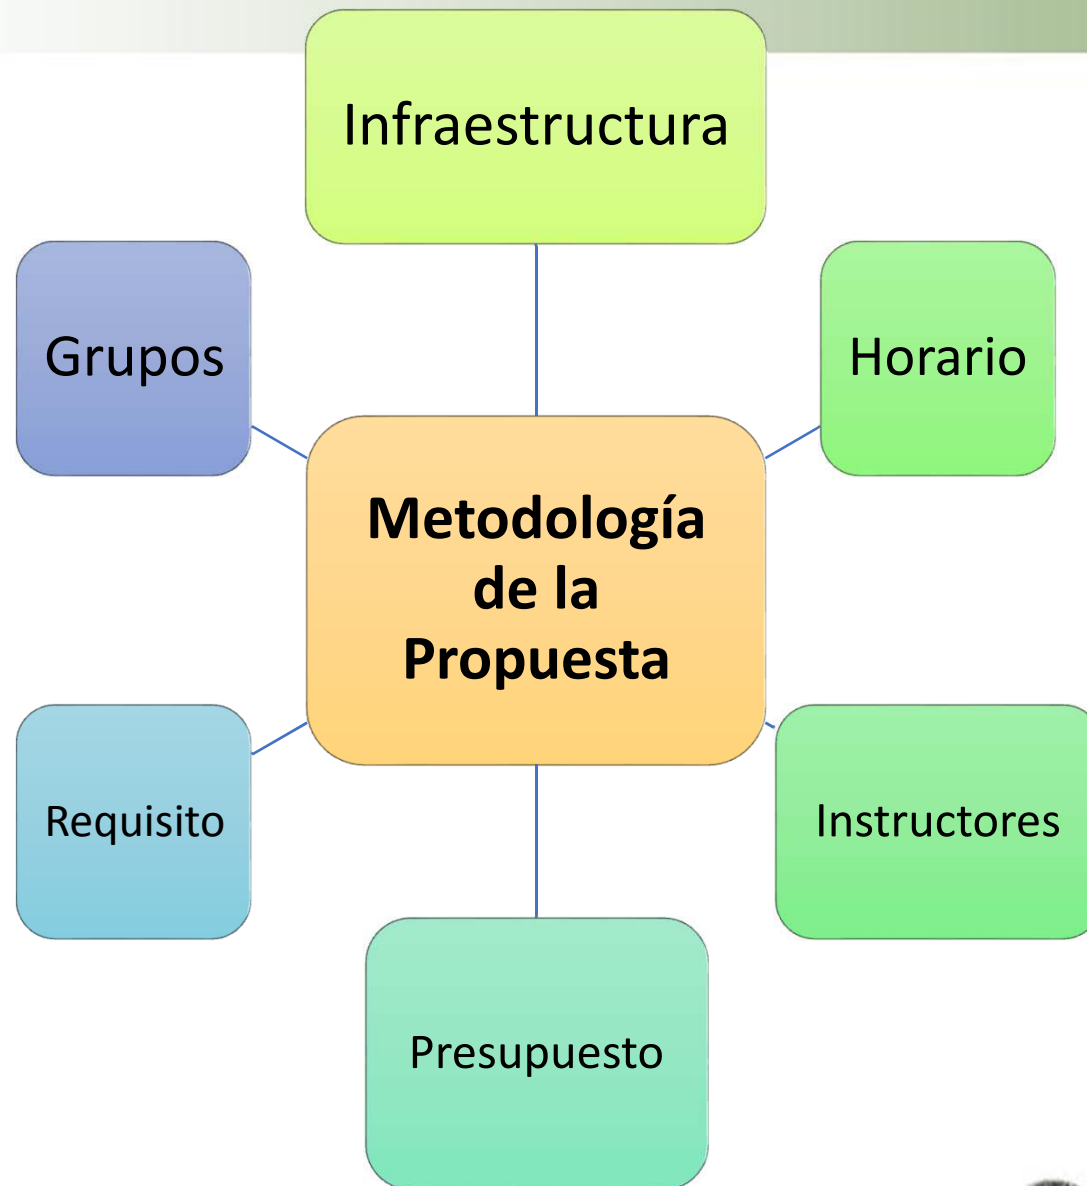 Infraestructura
Grupos
Horario
Metodología
de la
Propuesta
Requisito
Instructores
Presupuesto